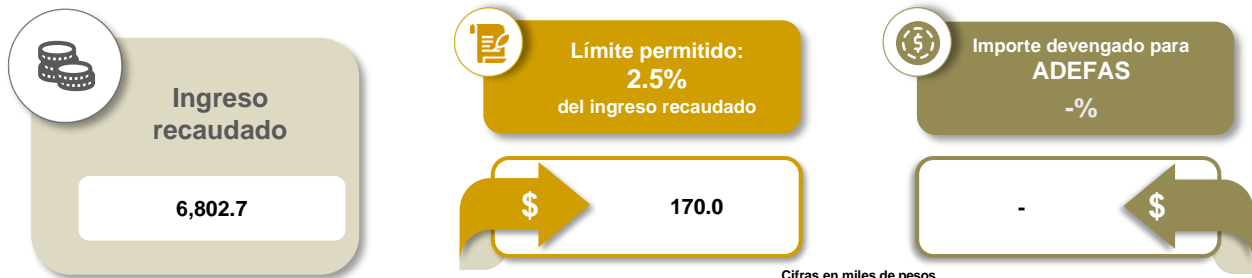 Ingreso
recaudado
6,802.7
Límite permitido:
2.5%
del ingreso recaudado
$
170.0
Importe devengado para
ADEFAS
-%
-
$
Cifras en miles de pesos